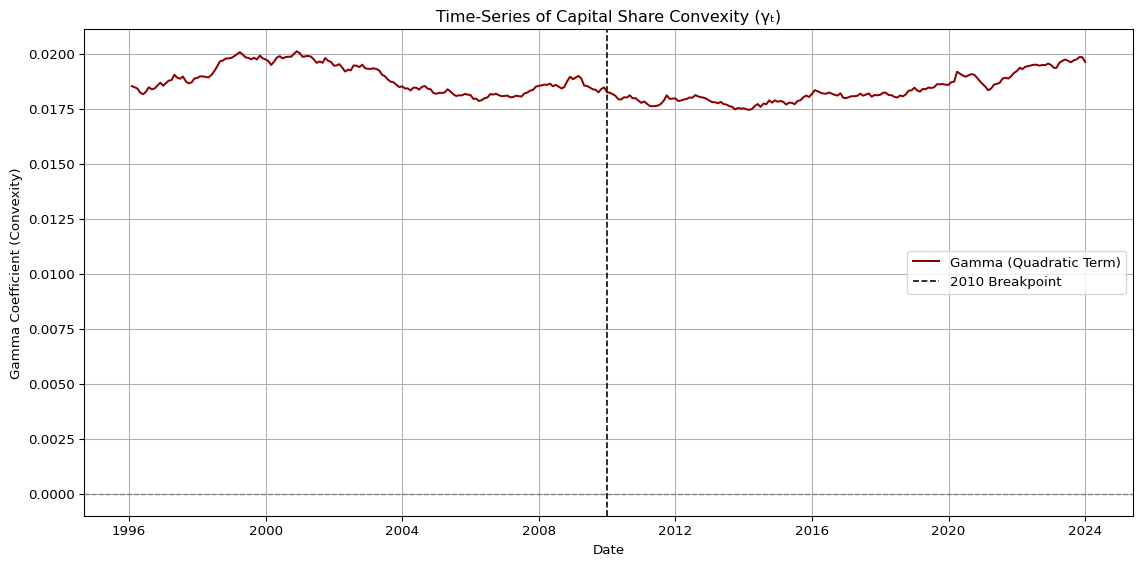 Time-Series of Capital Share Convexity (γₜ)
Gamma Coefficient (Convexity)
0.0200
0.0175
0.0150
0.0125
0.0100
0.0075
0.0050
0.0025
0.0000
Gamma (Quadratic Term)
2010 Breakpoint
1996 2000 2004 2008 2012 2016 2020 2024
Date